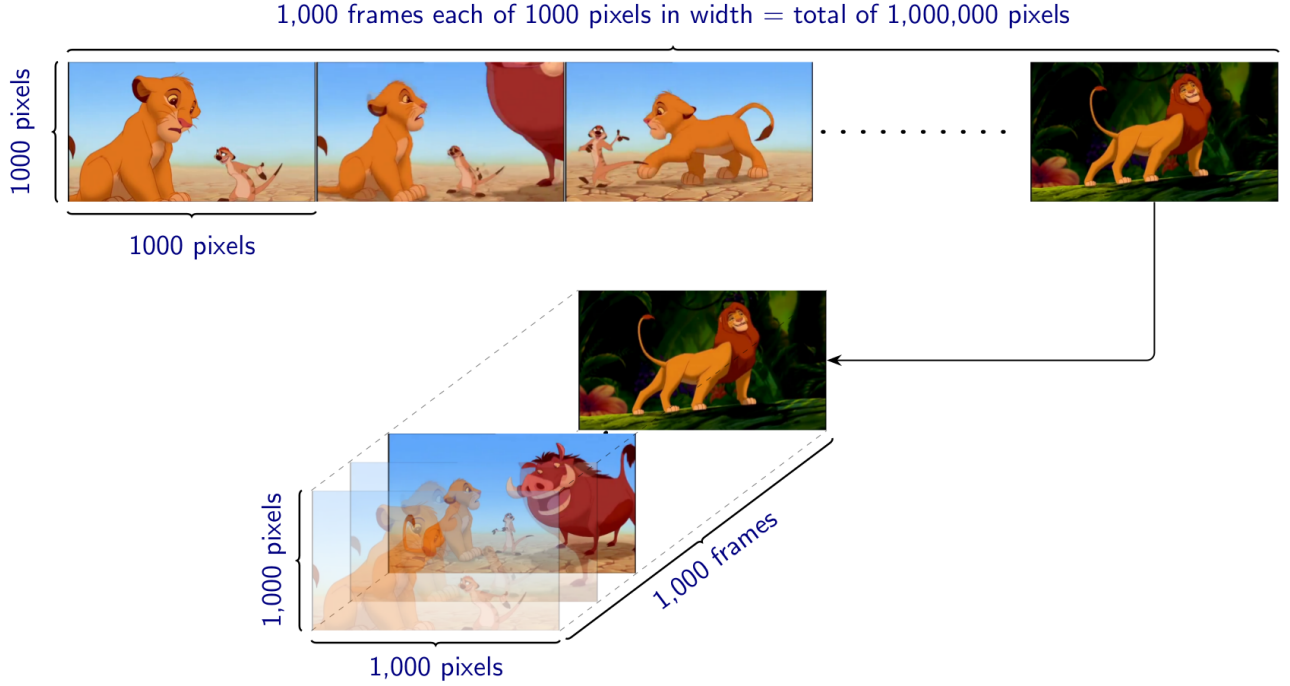 1,000 frames each of 1000 pixels in width = total of 1,000,000 pixels
1000 pixels
1000 pixels
1,000 pixels
1,000 frames
1,000 pixels